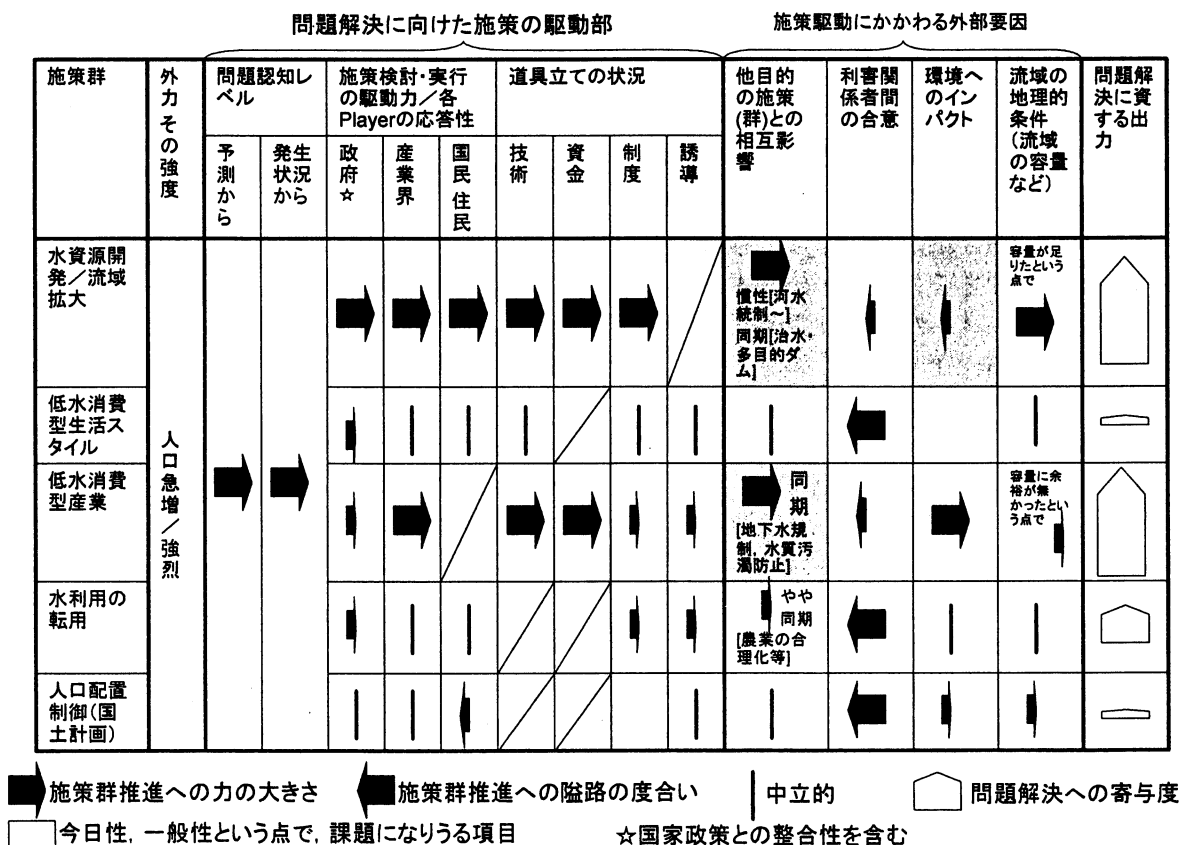 問題解決に向けた施策の駆動部
施策駆動にかかわる外部要因
施策群
外力その強度
問題認知レ
ベル
施策検討・実行
の駆動力／各
Playerの応答性
道具立ての状況
他目的
の施策
(群)との
相互影
響
利害関
係者間
の合意
環境へ
のイン
パクト
流域の
地理的
条件
(流域
の容量
など)
問題解
決に資
する出
力
予測から
発生
状況
から
政府☆
産業界
国民
住民
技術
資金
制度
誘導
水資源開
発／流域
拡大
慣性[河水
統制～]
同期[治水・
多目的ダ
ム]
容量が足
りたという
点で
人口急増／強烈
低水消費
型生活ス
タイル
低水消費
型産業
同
期
[地下水規
制，水質汚
濁防止]
容量に余
裕が無
かったとい
う点で
水利用の
転用
やや
同期
[農業の合
理化等]
人口配置
制御(国
土計画)
施策群推進への力の大きさ
施策群推進への隘路の度合い
中立的
問題解決への寄与度
今日性，一般性という点で，課題になりうる項目
☆国家政策との整合性を含む